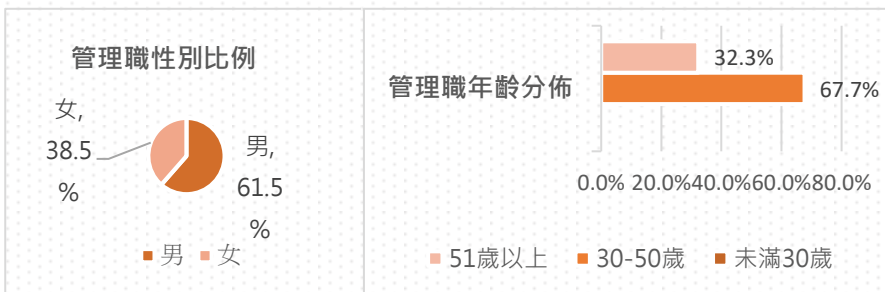 管理職性別比例
女,
38.5
%
男,
61.5
%
■ 男 ■ 女
管理職年齡分佈
32.3%
67.7%
0.0% 20.0% 40.0% 60.0% 80.0%
■ 51歲以上 ■ 30-50歲 ■ 未滿30歲